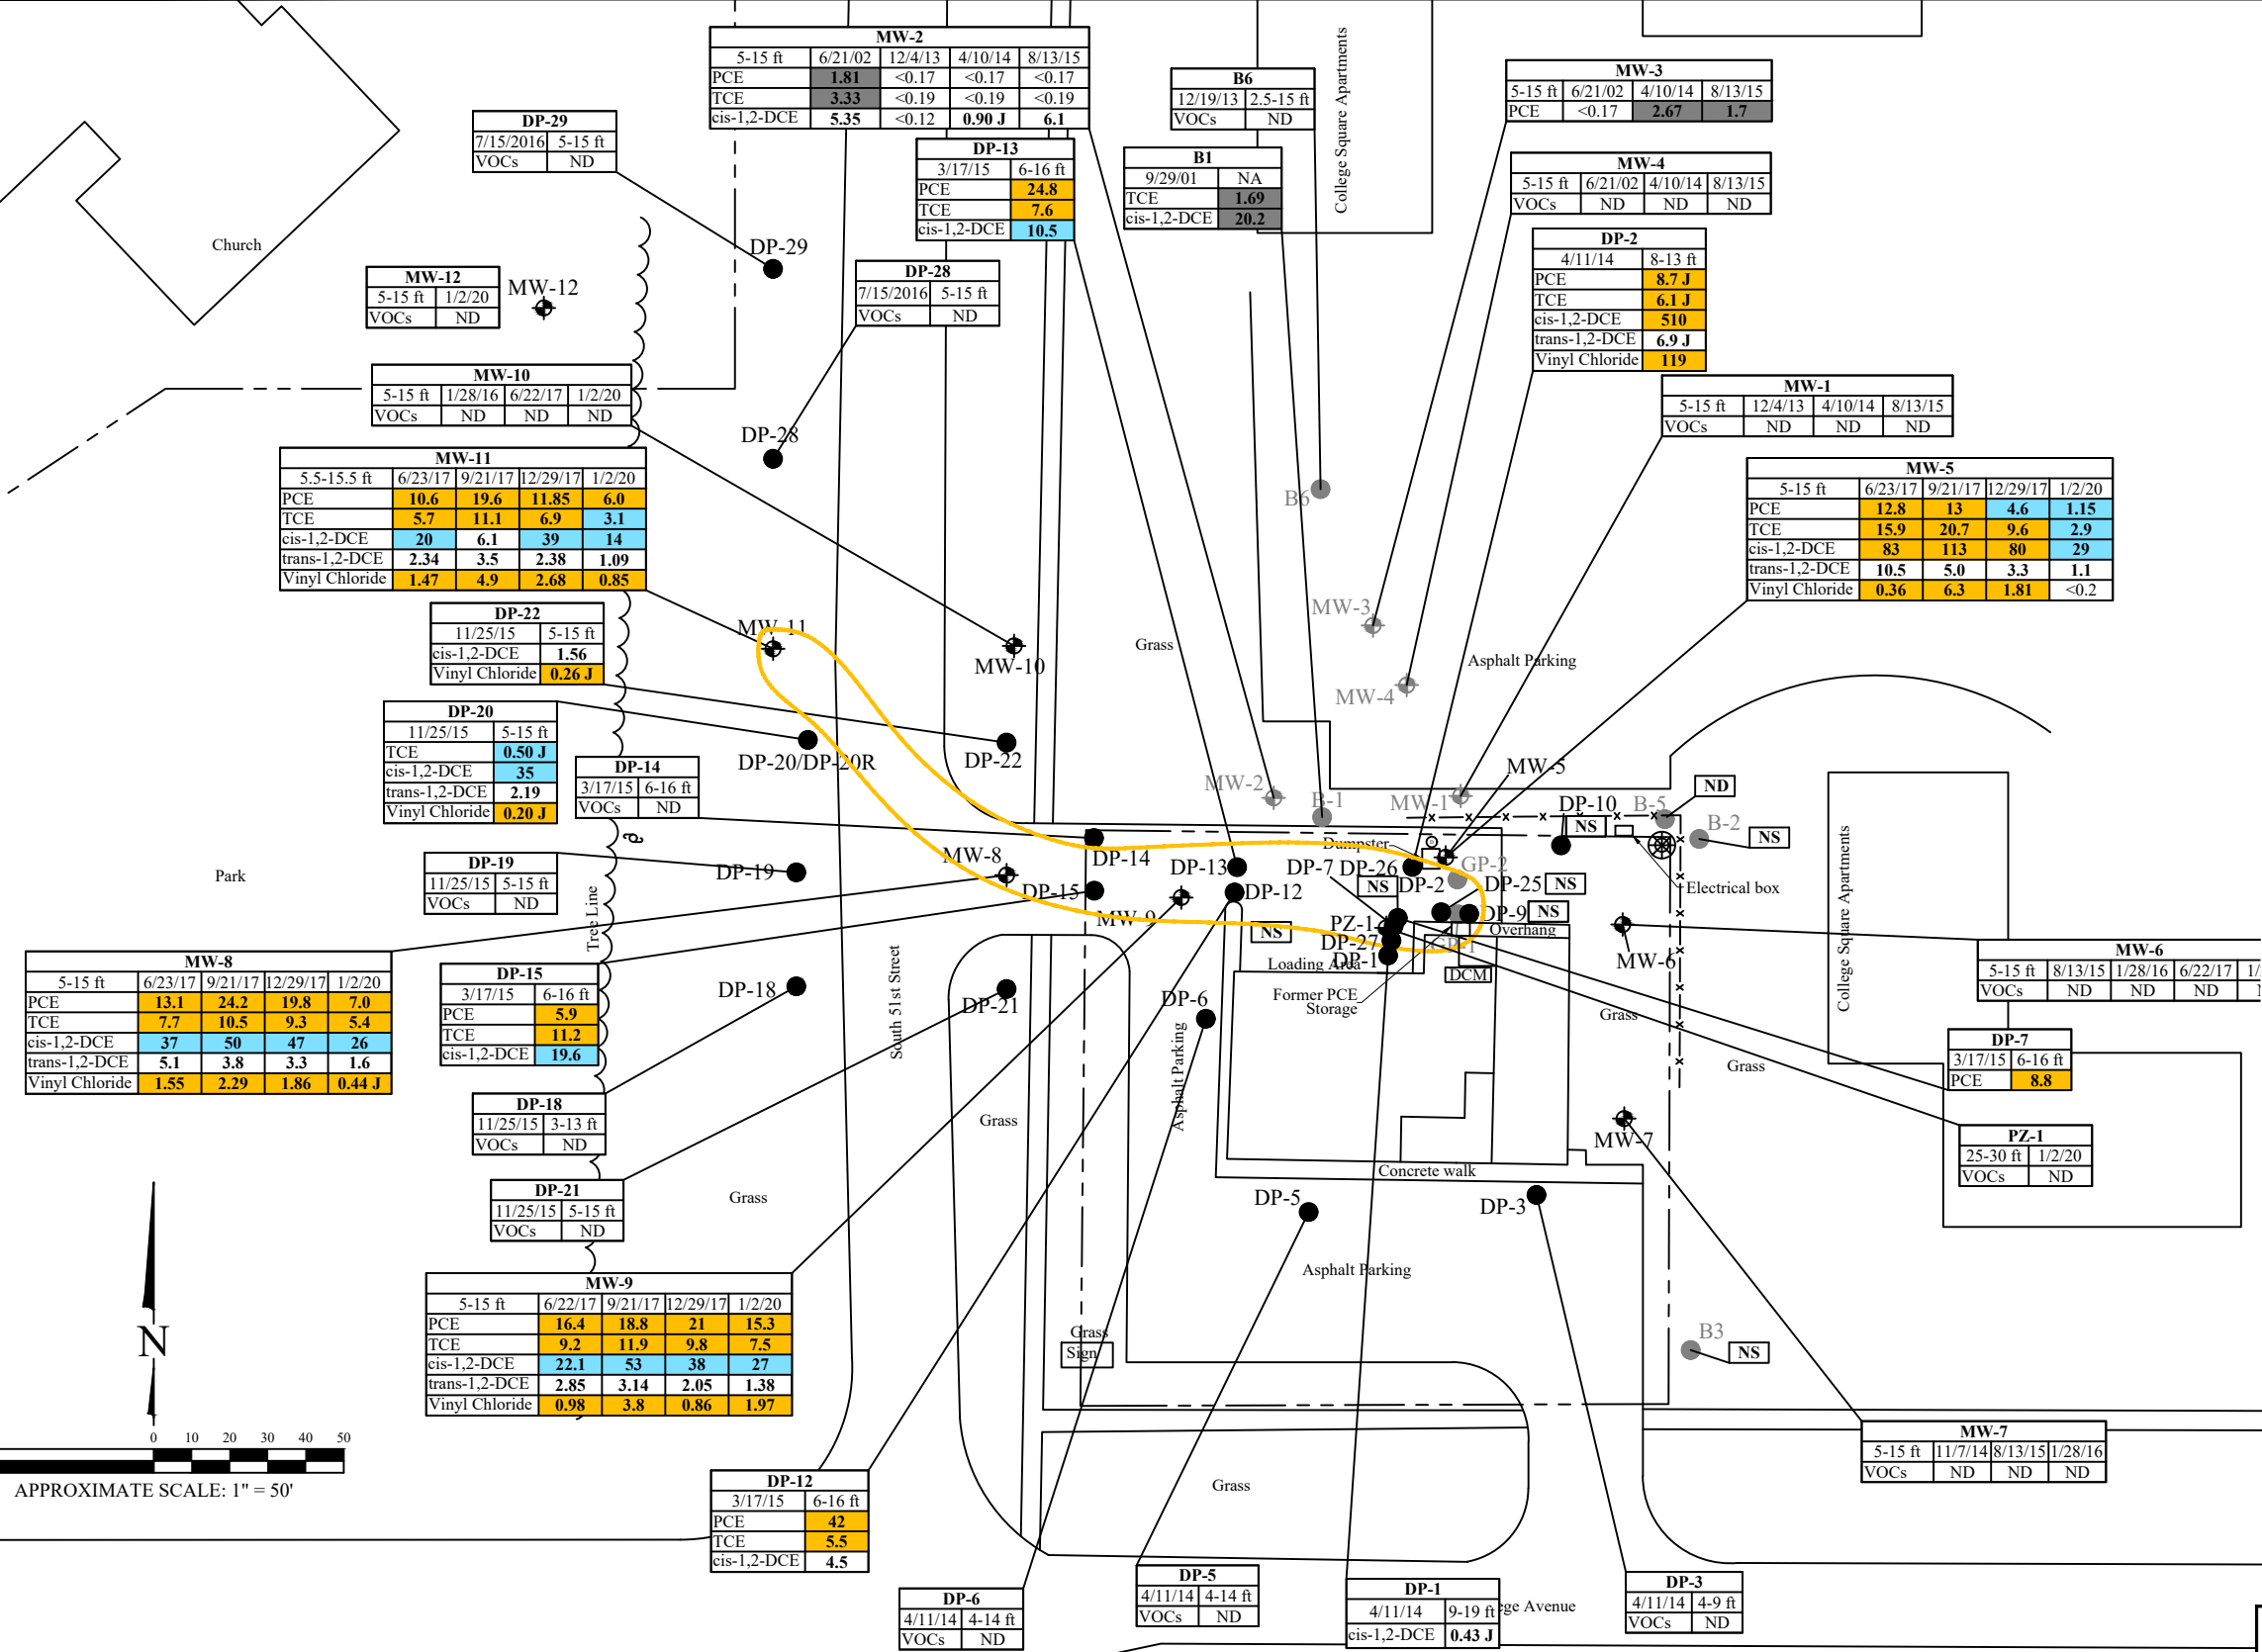 MW-2
5-15 ft 6/21/02 12/4/13 4/10/14 8/13/15
PCE 1.81 <0.17 <0.17 <0.17
TCE 3.33 <0.19 <0.19 <0.19
cis-1,2-DCE 5.35 <0.12 0.90 J 6.1
DP-29
7/15/2016 5-15 ft
VOCs ND
DP-13
3/17/15 6-16 ft
PCE 24.8
TCE 7.6
cis-1,2-DCE 10.5
B6
12/19/13 2.5-15 ft
VOCs ND
B1
9/29/01 NA
TCE 1.69
cis-1,2-DCE 20.2
College Square Apartments
MW-3
5-15 ft 6/21/02 4/10/14 8/13/15
PCE <0.17 2.67 1.7
MW-4
5-15 ft 6/21/02 4/10/14 8/13/15
VOCs ND ND ND
DP-2
4/11/14 8-13 ft
PCE 8.7 J
TCE 6.1 J
cis-1,2-DCE 510
trans-1,2-DCE 6.9 J
Vinyl Chloride 119
Church
DP-29
MW-12
5-15 ft 1/2/20
VOCs ND
MW-12
DP-28
7/15/2016 5-15 ft
VOCs ND
MW-10
5-15 ft 1/28/16 6/22/17 1/2/20
VOCs ND ND ND
DP-28
MW-1
5-15 ft 12/4/13 4/10/14 8/13/15
VOCs ND ND ND
MW-11
5.5-15.5 ft 6/23/17 9/21/17 12/29/17 1/2/20
PCE 10.6 19.6 11.85 6.0
TCE 5.7 11.1 6.9 3.1
cis-1,2-DCE 20 6.1 39 14
trans-1,2-DCE 2.34 3.5 2.38 1.09
Vinyl Chloride 1.47 4.9 2.68 0.85
MW-5
5-15 ft 6/23/17 9/21/17 12/29/17 1/2/20
PCE 12.8 13 4.6 1.15
TCE 15.9 20.7 9.6 2.9
cis-1,2-DCE 83 113 80 29
trans-1,2-DCE 10.5 5.0 3.3 1.1
Vinyl Chloride 0.36 6.3 1.81 <0.2
B6
DP-22
11/25/15 5-15 ft
cis-1,2-DCE 1.56
Vinyl Chloride 0.26 J
MW-11
MW-10
Grass
MW-3
MW-4
Asphalt Parking
DP-20
11/25/15 5-15 ft
TCE 0.50 J
cis-1,2-DCE 35
trans-1,2-DCE 2.19
Vinyl Chloride 0.20 J
DP-20/DP-20R
DP-22
DP-14
3/17/15 6-16 ft
VOCs ND
MW-2
B-1
MW-1
MW-5
DP-10
NS
B-5
ND
B-2
NS
DP-19
11/25/15 5-15 ft
VOCs ND
Park
Tree Line
DP-19
MW-8
DP-14
DP-15
MW-9
DP-13
DP-12
Dumpster
DP-7
DP-26
NS
DP-2
GP-2
DP-25
NS
DP-9
NS
Electrical box
NS
PZ-1
DP-27
DP-1
GP-1
Overhang
Loading Area
DCM
Former PCE
Storage
MW-6
College Square Apartments
MW-6
5-15 ft 8/13/15 1/28/16 6/22/17
VOCs ND ND ND
MW-8
5-15 ft 6/23/17 9/21/17 12/29/17 1/2/20
PCE 13.1 24.2 19.8 7.0
TCE 7.7 10.5 9.3 5.4
cis-1,2-DCE 37 50 47 26
trans-1,2-DCE 5.1 3.8 3.3 1.6
Vinyl Chloride 1.55 2.29 1.86 0.44 J
DP-15
3/17/15 6-16 ft
PCE 5.9
TCE 11.2
cis-1,2-DCE 19.6
DP-18
South 51st Street
DP-21
DP-6
Asphalt Parking
Grass
Grass
DP-7
3/17/15 6-16 ft
PCE 8.8
DP-18
11/25/15 3-13 ft
VOCs ND
Grass
MW-7
PZ-1
25-30 ft 1/2/20
VOCs ND
DP-21
11/25/15 5-15 ft
VOCs ND
Grass
Concrete walk
DP-5
DP-3
Asphalt Parking
MW-9
5-15 ft 6/22/17 9/21/17 12/29/17 1/2/20
PCE 16.4 18.8 21 15.3
TCE 9.2 11.9 9.8 7.5
cis-1,2-DCE 22.1 53 38 27
trans-1,2-DCE 2.85 3.14 2.05 1.38
Vinyl Chloride 0.98 3.8 0.86 1.97
N
Grass
Sign
B3
NS
0 10 20 30 40 50
APPROXIMATE SCALE: 1" = 50'
MW-7
5-15 ft 11/7/14 8/13/15 1/28/16
VOCs ND ND ND
DP-12
3/17/15 6-16 ft
PCE 42
TCE 5.5
cis-1,2-DCE 4.5
Grass
DP-6
4/11/14 4-14 ft
VOCs ND
DP-5
4/11/14 4-14 ft
VOCs ND
DP-1
4/11/14 9-19 ft
cis-1,2-DCE 0.43 J
ege Avenue
DP-3
4/11/14 4-9 ft
VOCs ND